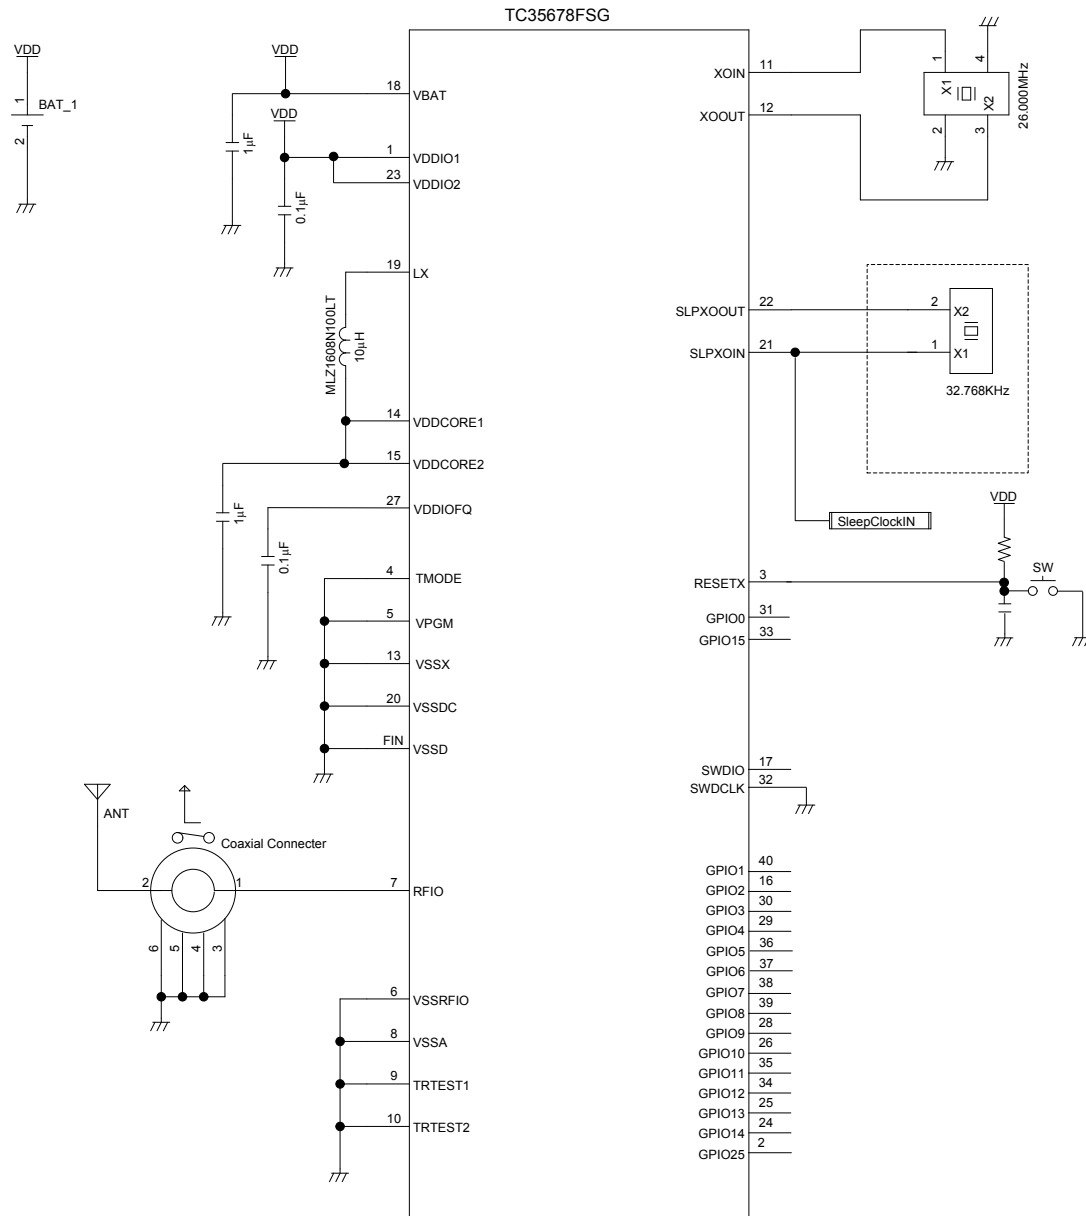 TC35678FSG
VDD
1
BAT_1
2
VDD
18 VBAT
1µF
VDD
1 VDDIO1
23 VDDIO2
0.1µF
19 LX
MLZ1608N100LT
10µH
14 VDDCORE1
15 VDDCORE2
1µF
27 VDDIOFQ
0.1µF
4 TMODE
5 VPGM
13 VSSX
20 VSSDC
FIN VSSD
ANT
Coaxial Connecter
2
1
6
5
4
3
7 RFIO
6 VSSRFIO
8 VSSA
9 TRTEST1
10 TRTEST2
XOIN 11
XOOUT 12
1
4
X1
X2
2
3
26.000MHz
SLPXOOUT 22
2 X2
SLPXOIN 21
1 X1
32.768KHz
SleepClockIN
VDD
SW
RESETX 3
GPIO0 31
GPIO15 33
SWDIO 17
SWDCLK 32
GPIO1 40
GPIO2 16
GPIO3 30
GPIO4 29
GPIO5 36
GPIO6 37
GPIO7 38
GPIO8 39
GPIO9 28
GPIO10 26
GPIO11 35
GPIO12 34
GPIO13 25
GPIO14 24
GPIO25 2